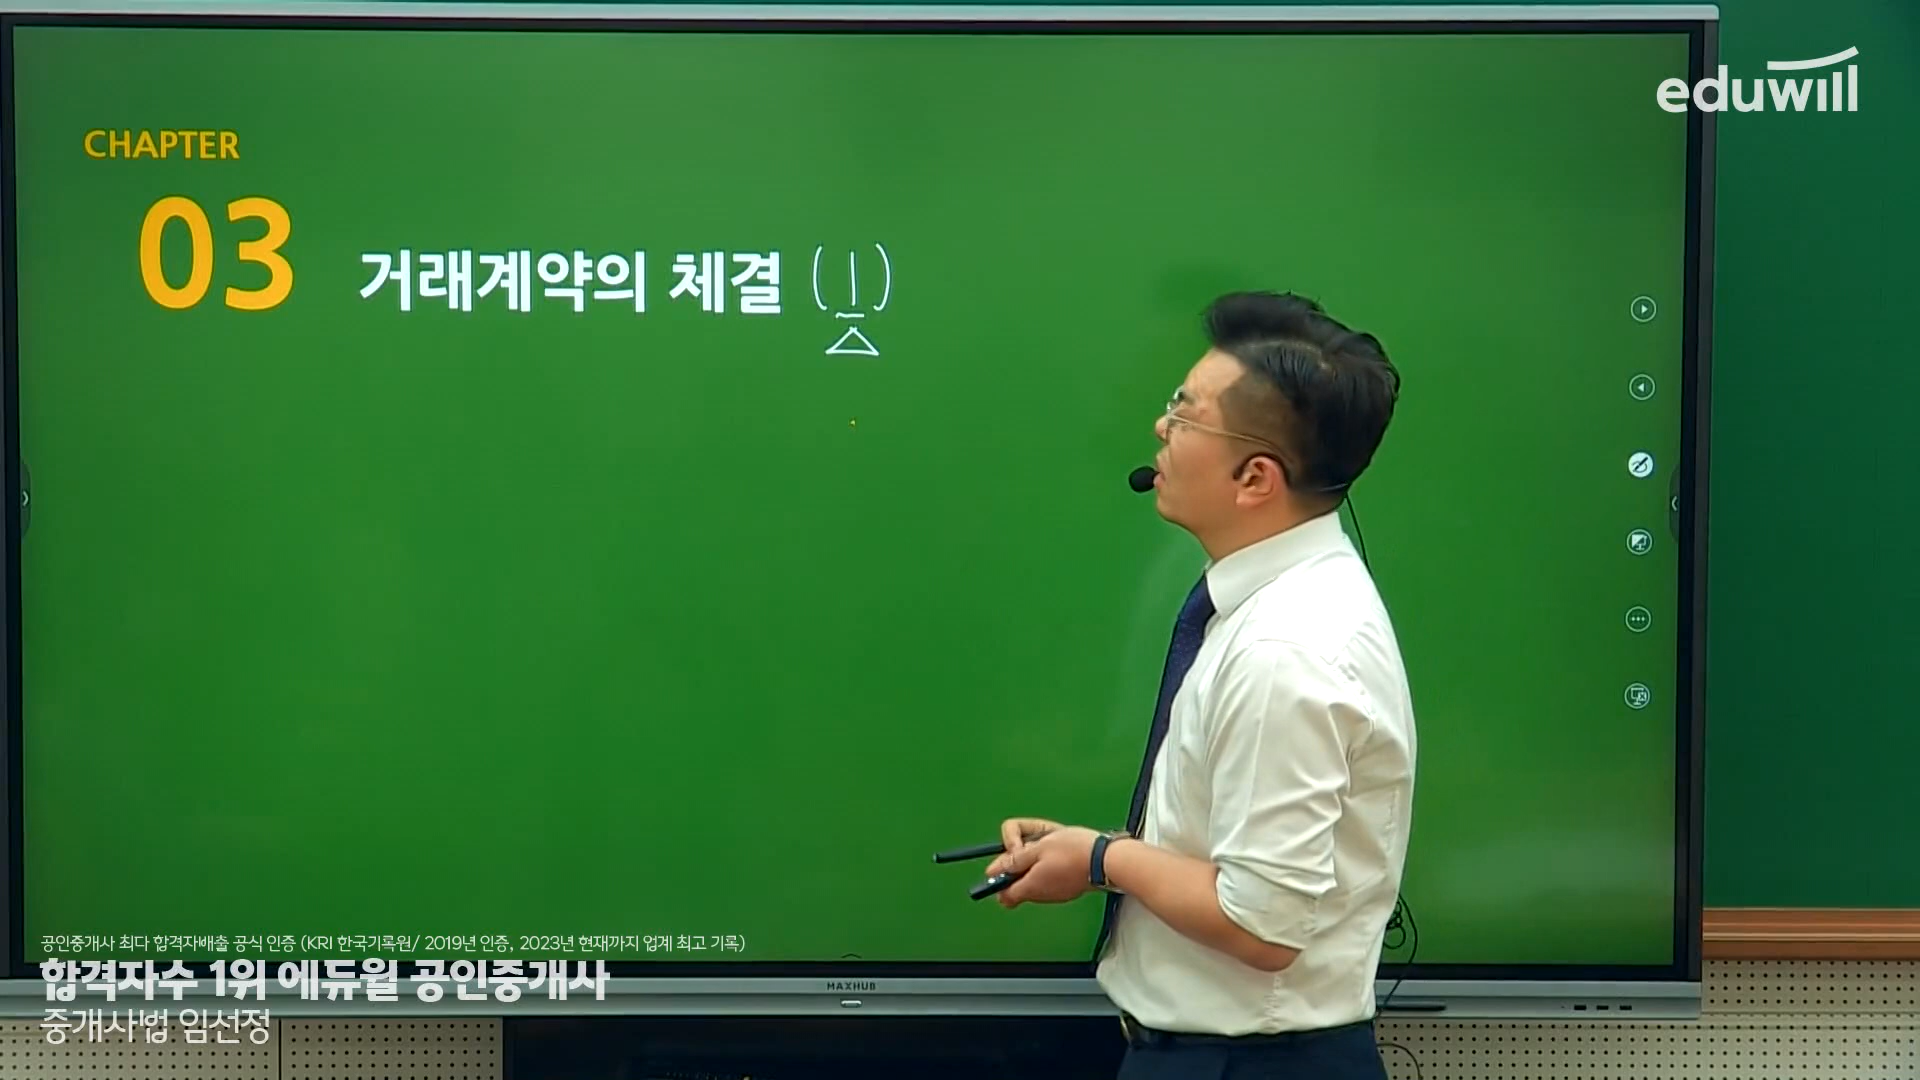 eduwill
CHAPTER
03 거래계약의 체결 (1)
공인중개사 최다 합격자배출 공식 인증 (KRI 한국기록원/ 2019년 인증, 2023년 현재까지 업계 최고 기록)
합격자수 1위 에듀윌 공인중개사
중개사법 임선정
MAXHUB